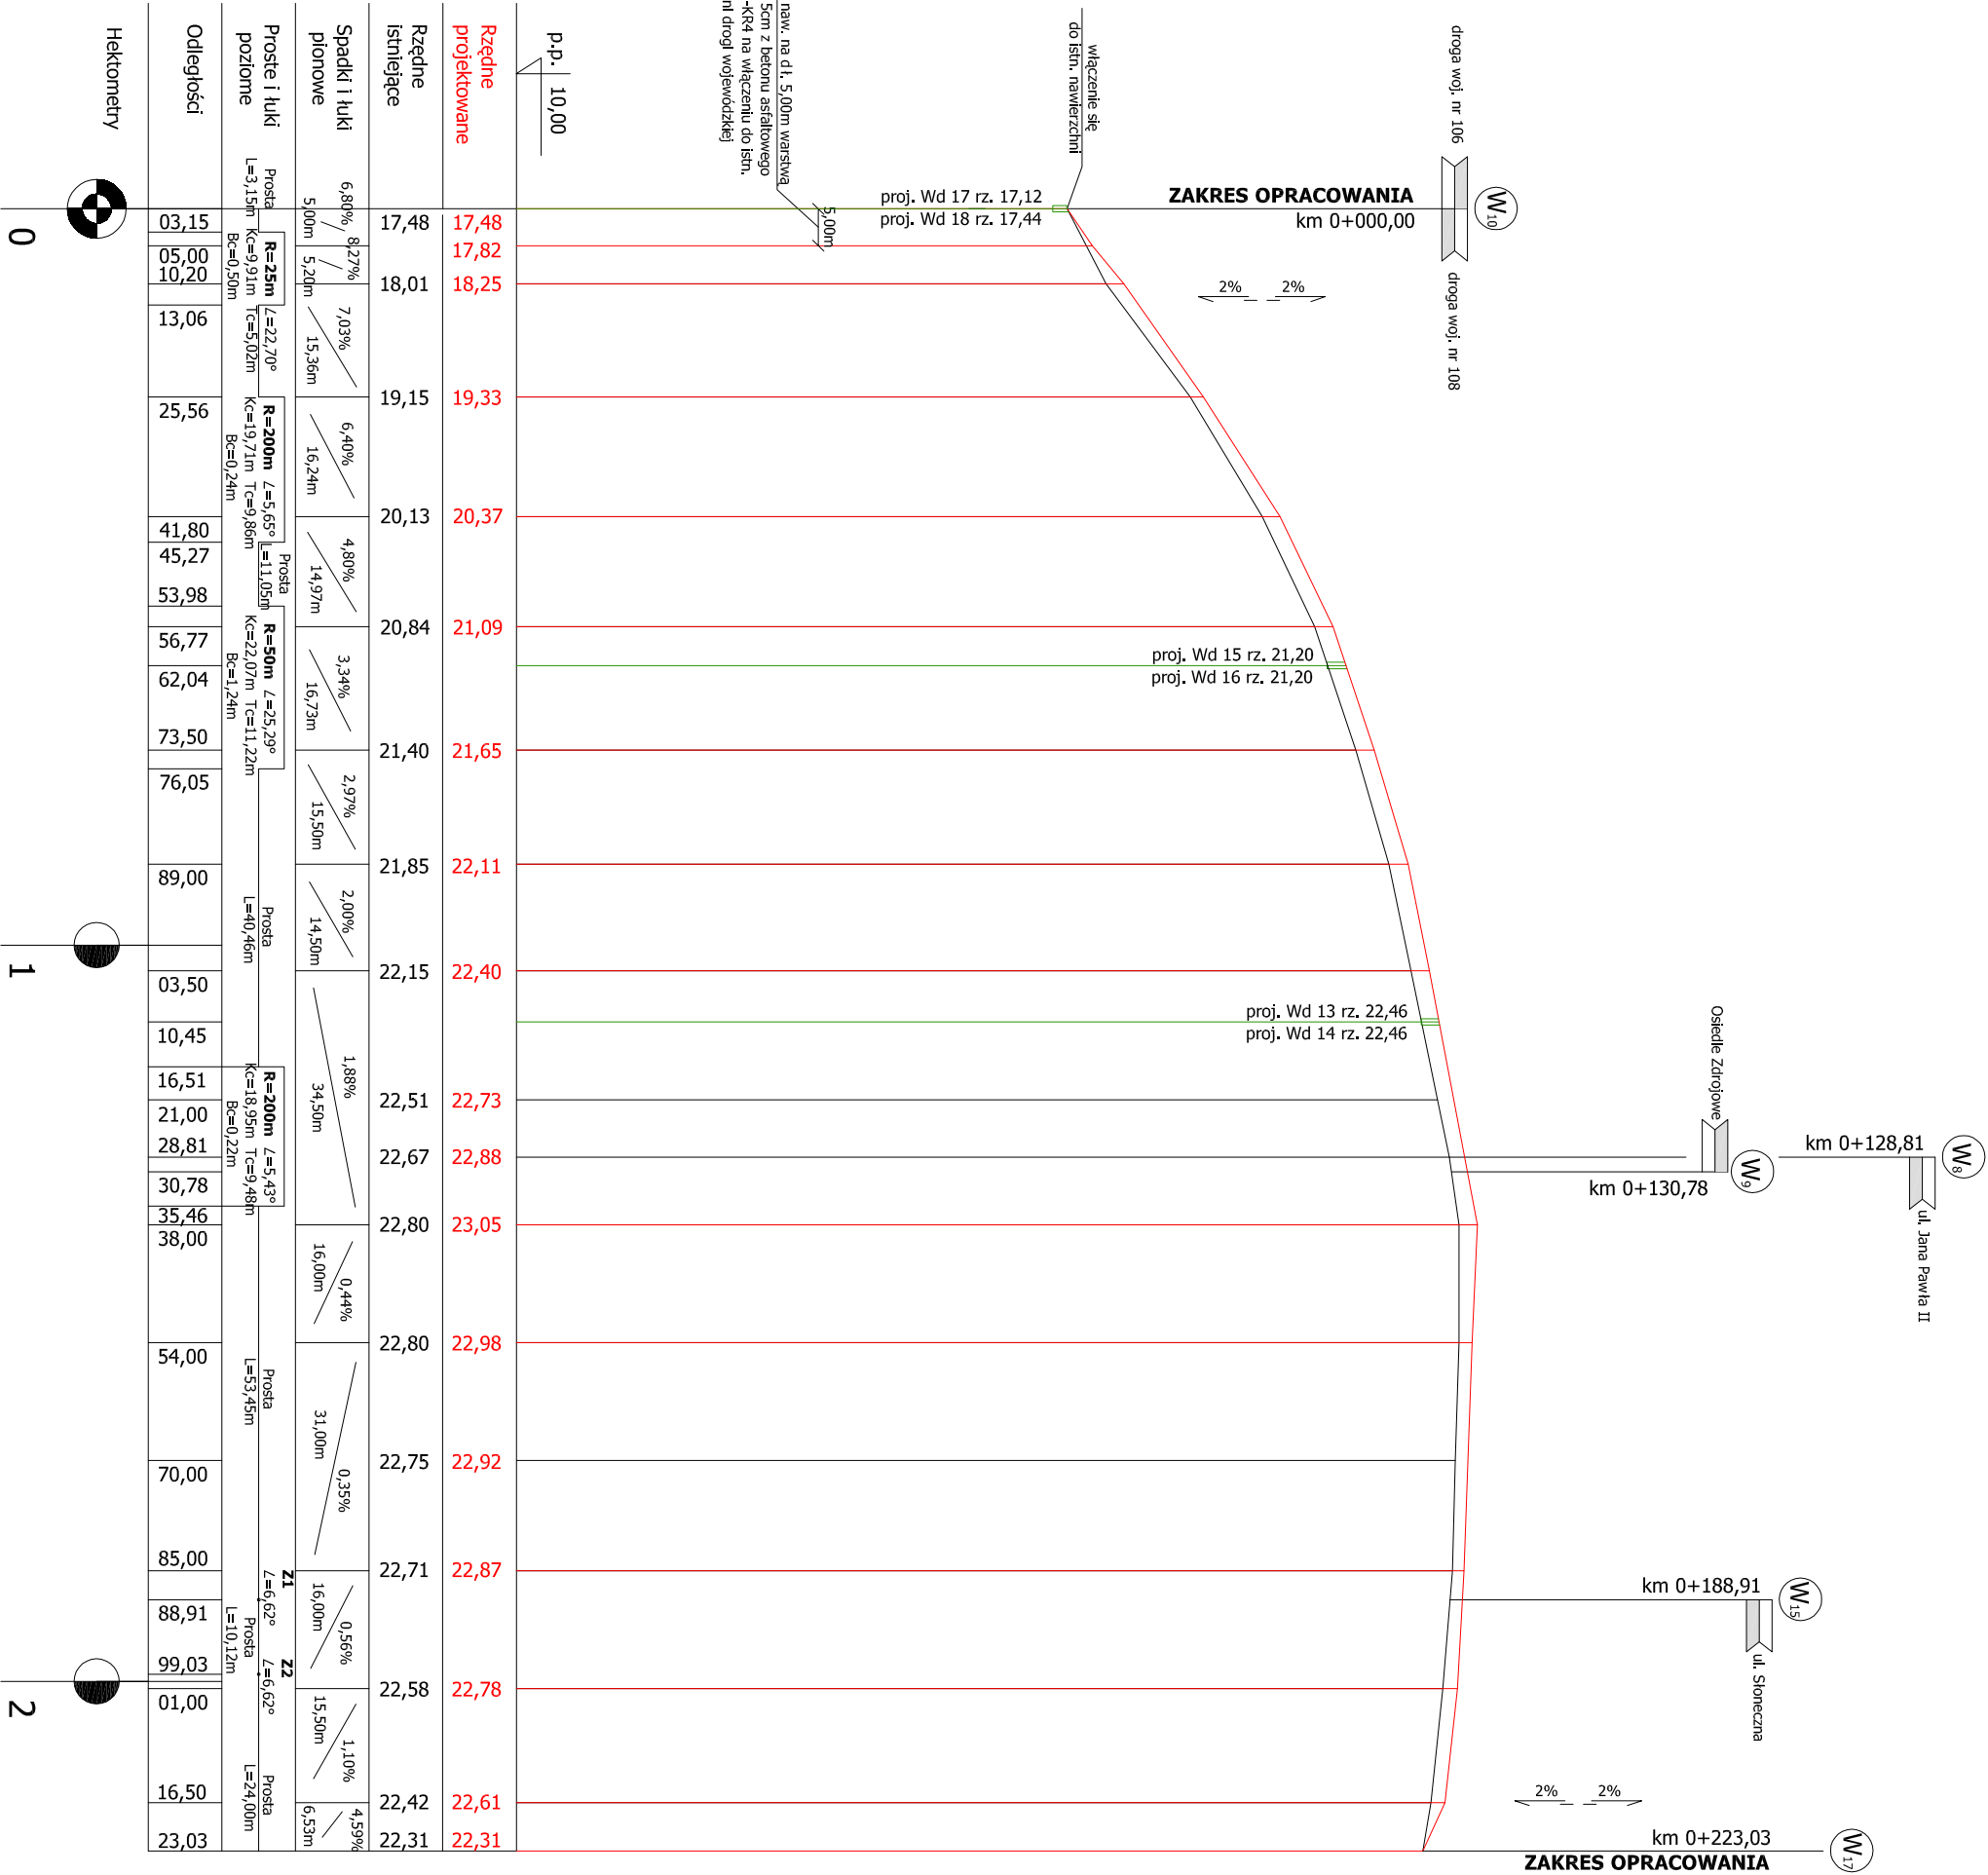 droga woj. nr 106
droga woj. nr 108
W10
ZAKRES OPRACOWANIA
km 0+000,00
włączenie się
do istn. nawierzchni
naw. na dł. 5,00m warstwą
5cm z betonu asfaltowego
-KR4 na włączeniu do istn.
drogi wojewódzkiej
5,00m
proj. Wd 17 rz. 17,12
proj. Wd 18 rz. 17,44
2% 2%
proj. Wd 15 rz. 21,20
proj. Wd 16 rz. 21,20
proj. Wd 13 rz. 22,46
proj. Wd 14 rz. 22,46
Osiedle Zdrojowe
W9
km 0+130,78
km 0+128,81
W8
ul. Jana Pawła II
km 0+188,91
W15
ul. Słoneczna
2% 2%
km 0+223,03
ZAKRES OPRACOWANIA
W17
p.p. 10,00
Rzędne
projektowane
17,48 17,82 18,25 19,33 20,37 21,09 21,65 22,11 22,40 22,73 22,88 23,05 22,98 22,92 22,87 22,78 22,61 22,31
Rzędne
istniejące
17,48 18,01 19,15 20,13 20,84 21,40 21,85 22,15 22,51 22,67 22,80 22,80 22,75 22,71 22,58 22,42 22,31
Spadki i łuki
pionowe
6,80% 8,27% 7,03% 6,40% 4,80% 3,34% 2,97% 2,00% 1,88% 0,44% 0,35% 0,56% 1,10% 4,59%
5,00m 5,20m 15,36m 16,24m 14,97m 16,73m 15,50m 14,50m 34,50m 16,00m 31,00m 16,00m 15,50m 6,53m
Proste i łuki
poziome
Prosta
L=3,15m
R=25m ∠=22,70°
Kc=9,91m Tc=5,02m
Bc=0,50m
R=200m ∠=5,65°
Kc=19,71m Tc=9,86m
Bc=0,24m
Prosta
L=11,05m
R=50m ∠=25,29°
Kc=22,07m Tc=11,22m
Bc=1,24m
Prosta
L=40,46m
R=200m ∠=5,43°
Kc=18,95m Tc=9,48m
Bc=0,22m
Prosta
L=53,45m
Z1
∠=6,62°
Prosta
L=10,12m
Z2
∠=6,62°
Prosta
L=24,00m
Odległości
03,15 05,00 10,20 13,06 25,56 41,80 45,27 53,98 56,77 62,04 73,50 76,05 89,00 03,50 10,45 16,51 21,00 28,81 30,78 35,46 38,00 54,00 70,00 85,00 88,91 99,03 01,00 16,50 23,03
Hektometry
0 1 2